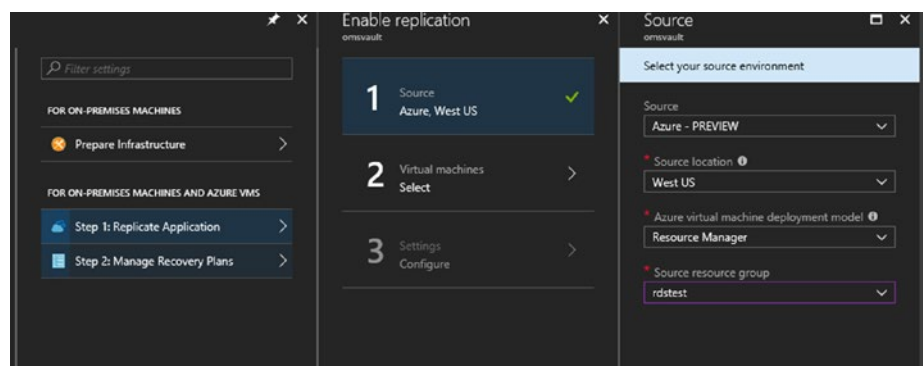 Filter settings
FOR ON-PREMISES MACHINES
Prepare Infrastructure
FOR ON-PREMISES MACHINES AND AZURE VMS
Step 1: Replicate Application
Step 2: Manage Recovery Plans
Enable replication
omsvault
1
Source
Azure, West US
2
Virtual machines
Select
3
Settings
Configure
Source
omsvault
Select your source environment
Source
Azure - PREVIEW
* Source location
West US
* Azure virtual machine deployment model
Resource Manager
* Source resource group
rdstest